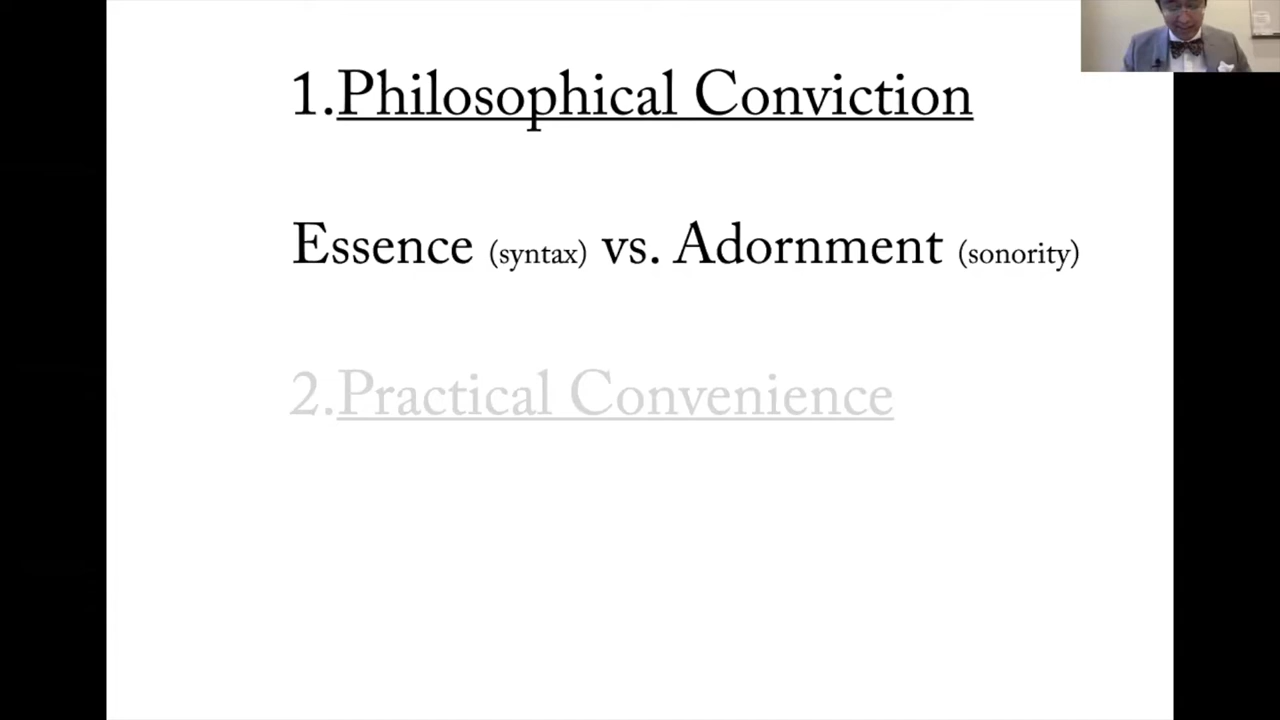 1.Philosophical Conviction
Essence (syntax) vs. Adornment (sonority)
2.Practical Convenience